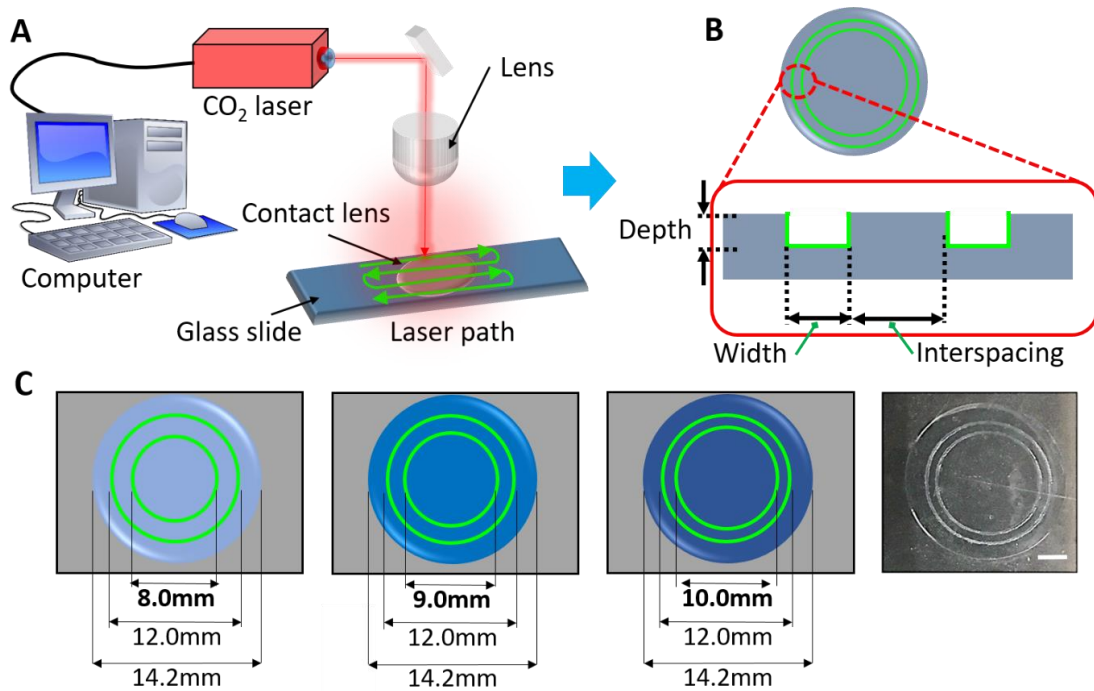 A
CO₂ laser
Lens
Contact lens
Computer
Glass slide
Laser path
B
Depth
Width
Interspacing
C
8.0mm
12.0mm
14.2mm
9.0mm
12.0mm
14.2mm
10.0mm
12.0mm
14.2mm